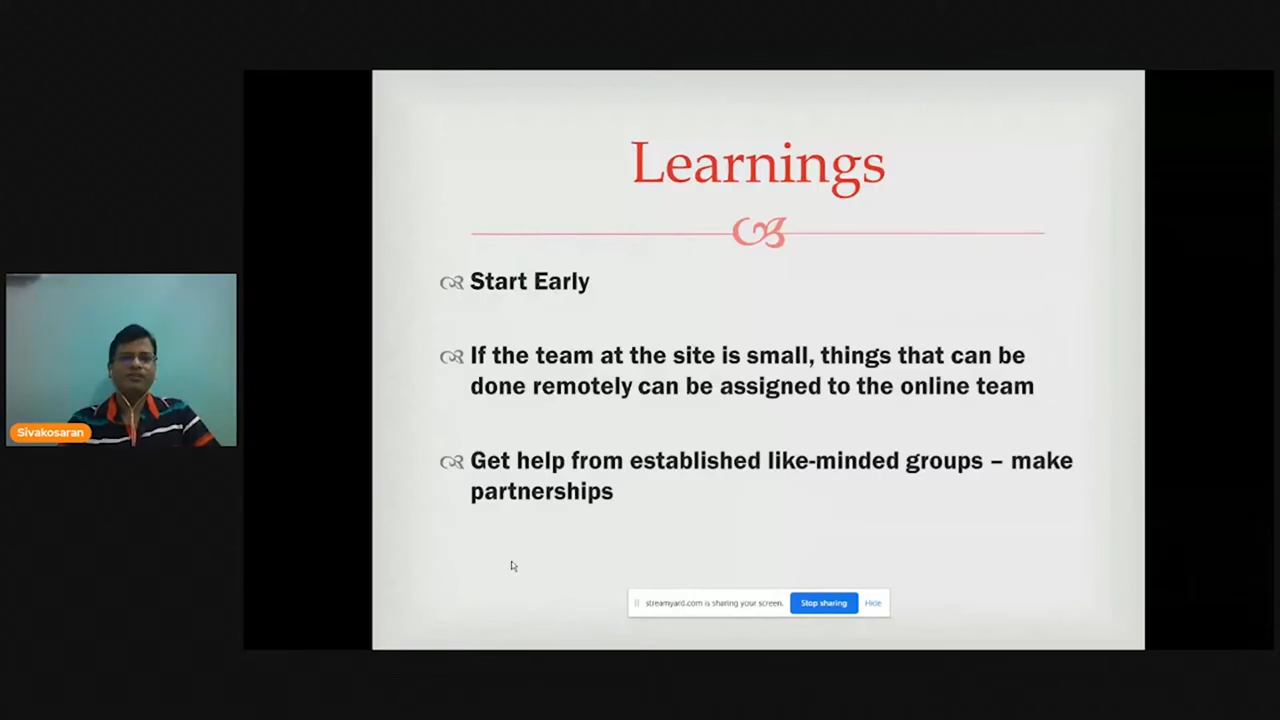 Learnings
Start Early
If the team at the site is small, things that can be
done remotely can be assigned to the online team
Get help from established like-minded groups – make
partnerships
Sivakosaran
streamyard.com is sharing your screen. Stop sharing Hide